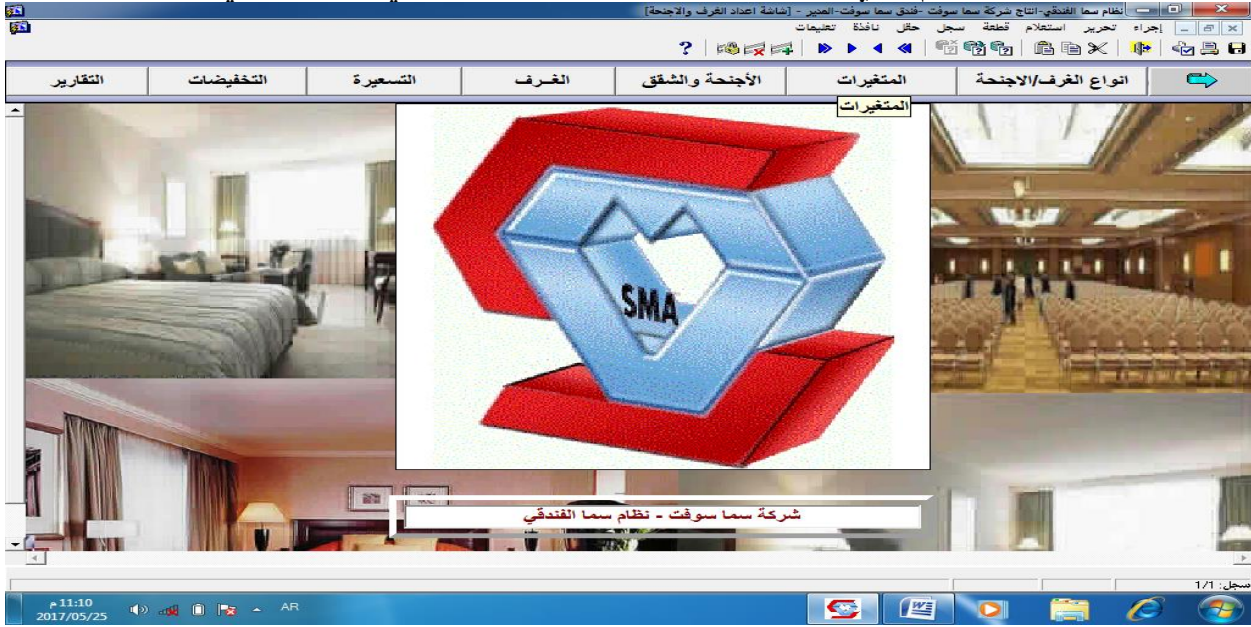 نظام سما الفندقي-انتاج شركة سما سوفت -فندق سما سوفت-المدير - [شاشة اعداد الغرف والاجنحة]
إجراء تحرير استعلام قطعة سجل حقل نافذة تعليمات
انواع الغرف/الاجنحة المتغيرات الأجنحة والشقق الغـرف التسعيرة التخفيضات التقارير
المتغيرات
SMA
شركة سما سوفت - نظام سما الفندقي
سجل: 1/1
AR
11:10 م
2017/05/25